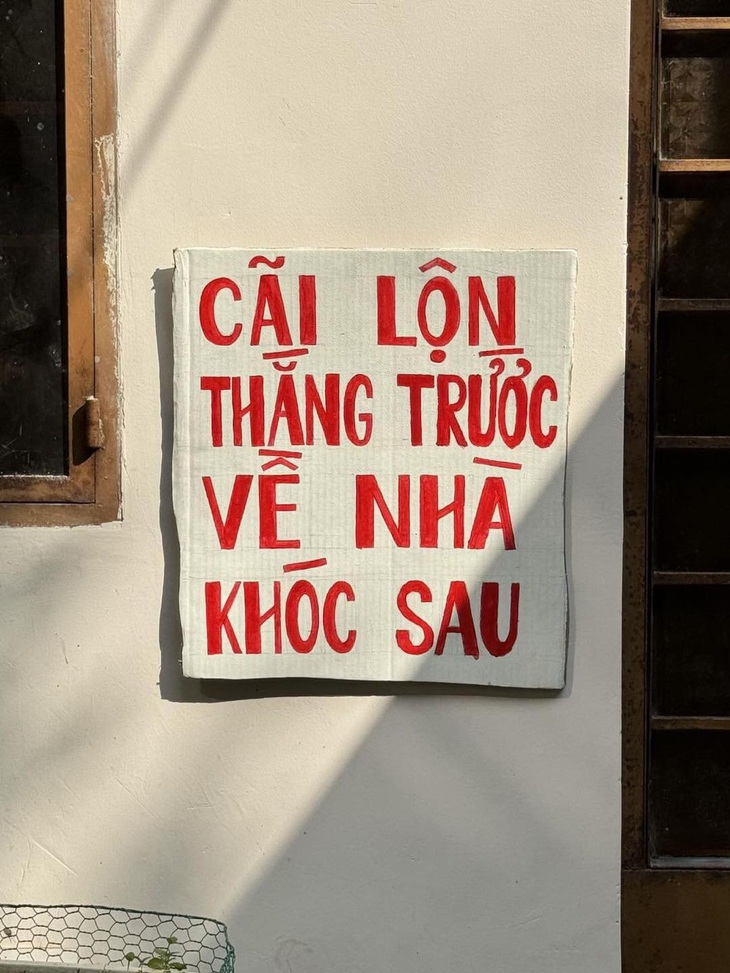 CÃI LỘN
THẮNG TRƯỚC
VỀ NHÀ
KHÓC SAU